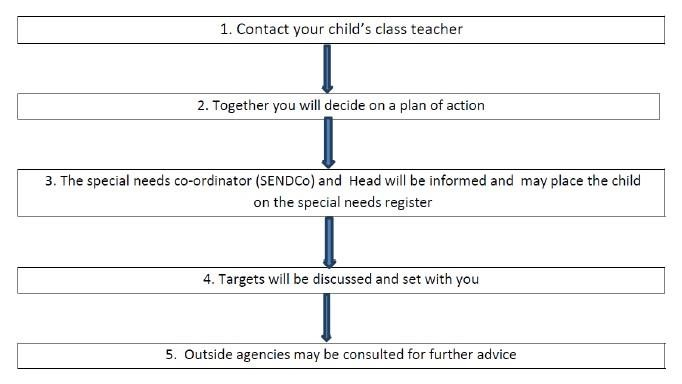 1. Contact your child’s class teacher
2. Together you will decide on a plan of action
3. The special needs co-ordinator (SENDCo) and Head will be informed and may place the child
on the special needs register
4. Targets will be discussed and set with you
5. Outside agencies may be consulted for further advice